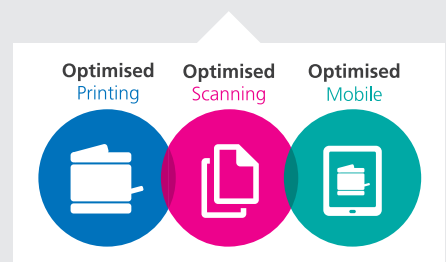 Optimised
Printing
Optimised
Scanning
Optimised
Mobile